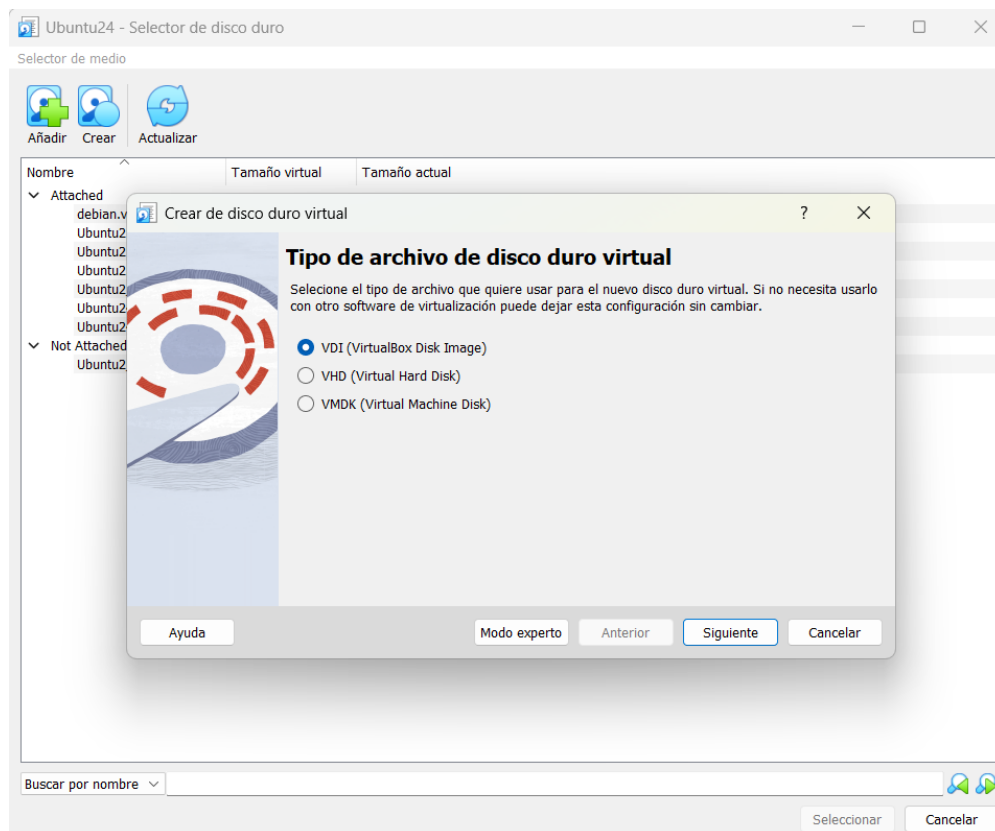 Ubuntu24 - Selector de disco duro
Selector de medio
Añadir Crear Actualizar
Nombre Tamaño virtual Tamaño actual
Attached
debian.v
Ubuntu2
Ubuntu2
Ubuntu2
Ubuntu2
Ubuntu2
Ubuntu2
Not Attached
Ubuntu2
Crear de disco duro virtual
?
Tipo de archivo de disco duro virtual
Seleccione el tipo de archivo que quiere usar para el nuevo disco duro virtual. Si no necesita usarlo
con otro software de virtualización puede dejar esta configuración sin cambiar.
VDI (VirtualBox Disk Image)
VHD (Virtual Hard Disk)
VMDK (Virtual Machine Disk)
Ayuda Modo experto Anterior Siguiente Cancelar
Buscar por nombre
Seleccionar Cancelar